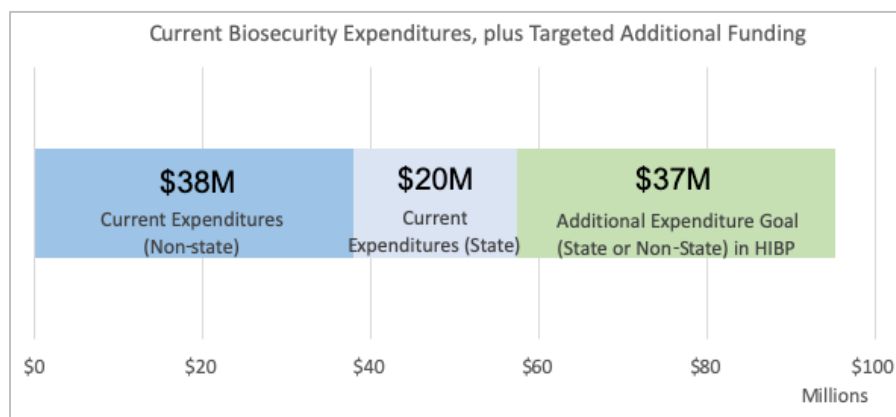 Current Biosecurity Expenditures, plus Targeted Additional Funding
$38M
Current Expenditures
(Non-state)
$20M
Current
Expenditures (State)
$37M
Additional Expenditure Goal
(State or Non-State) in HIBP
$0
$20
$40
$60
$80
$100
Millions